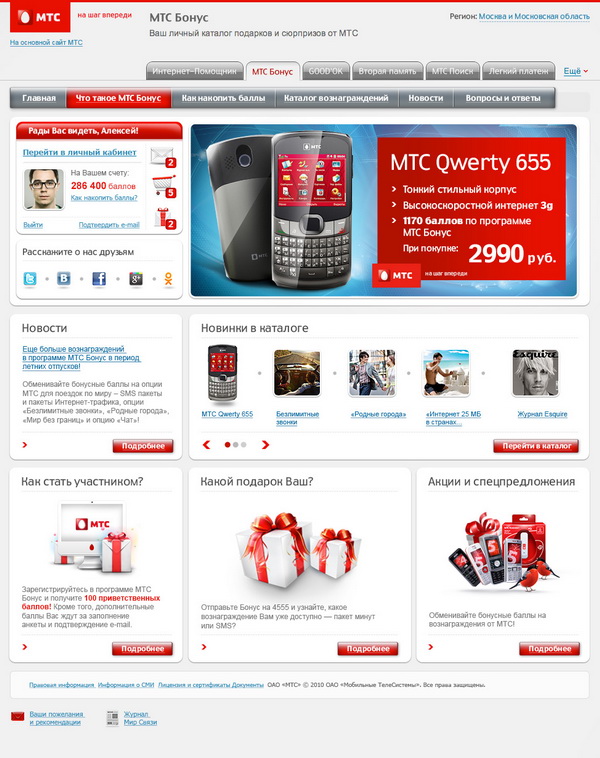 МТС
на шаг впереди
МТС Бонус
Ваш личный каталог подарков и сюрпризов от МТС
Регион: Москва и Московская область
На основной сайт МТС
Интернет–Помощник
МТС Бонус
GOOD'OK
Вторая память
МТС Поиск
Легкий платеж
Ещё
Главная
Что такое МТС Бонус
Как накопить баллы
Каталог вознаграждений
Новости
Вопросы и ответы
Рады Вас видеть, Алексей!
Перейти в личный кабинет
На Вашем счету:
286 400 баллов
Как накопить баллы?
2
5
2
Выйти
Подтвердить e-mail
Расскажите о нас друзьям
МТС
МТС Qwerty 655
Тонкий стильный корпус
Высокоскоростной интернет 3g
1170 баллов по программе
МТС Бонус
При покупке:
2990 руб.
МТС
на шаг впереди
Новости
Еще больше вознаграждений
в программе МТС Бонус в период
летних отпусков!
Обменивайте бонусные баллы на опции
МТС для поездок по миру – SMS пакеты
и пакеты Интернет-трафика, опции
«Безлимитные звонки», «Родные города»,
«Мир без границ» и опцию «Чат»!
Подробнее
Новинки в каталоге
Esquire
МТС Qwerty 655
Безлимитные
звонки
«Родные города»
«Интернет 25 МБ
в странах...
Журнал Esquire
Перейти в каталог
Как стать участником?
МТС
Зарегистрируйтесь в программе МТС
Бонус и получите 100 приветственных
баллов! Кроме того, дополнительные
баллы Вас ждут за заполнение
анкеты и подтверждение e-mail.
Подробнее
Какой подарок Ваш?
Отправьте Бонус на 4555 и узнайте, какое
вознаграждение Вам уже доступно — пакет минут
или SMS?
Подробнее
Акции и спецпредложения
5
5
Обменивайте бонусные баллы на
вознаграждения от МТС!
Подробнее
Правовая информация Информация о СМИ Лицензия и сертификаты Документы ОАО «МТС» © 2010 ОАО «Мобильные ТелеСистемы». Все права защищены.
Ваши пожелания
и рекомендации
Журнал
Мир Связи